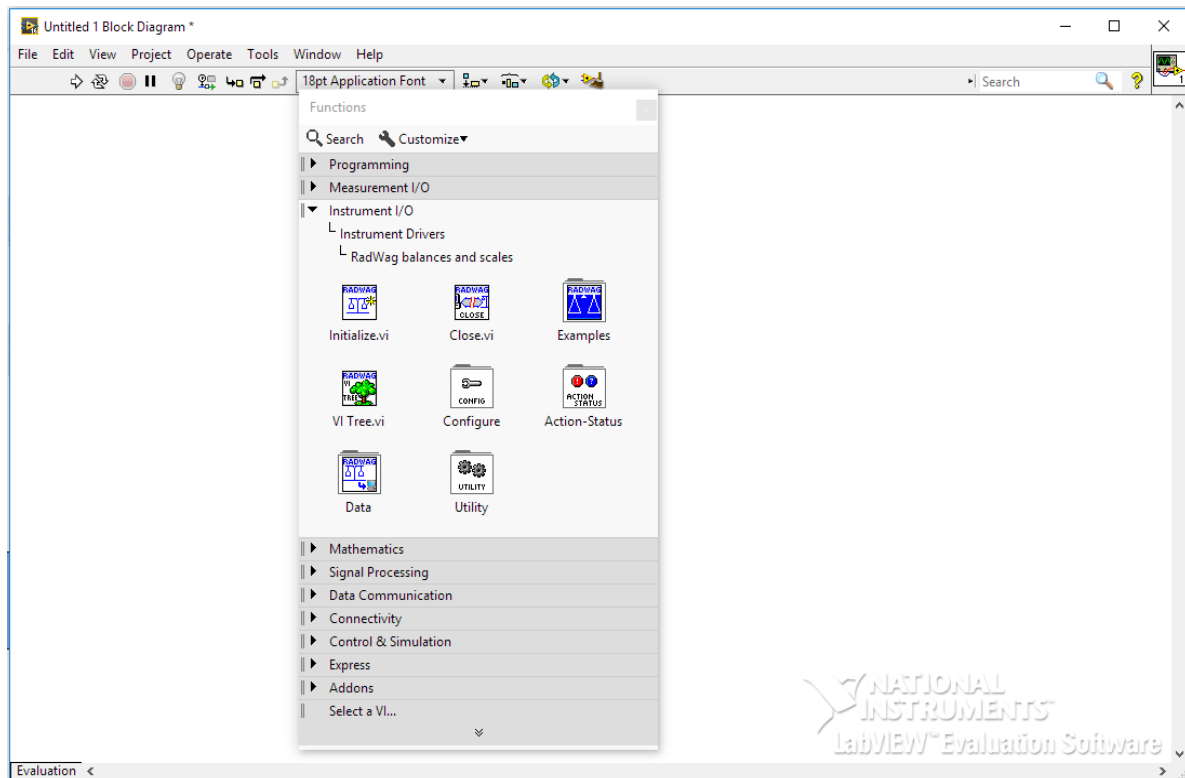 Untitled 1 Block Diagram *
File Edit View Project Operate Tools Window Help
18pt Application Font
Search
1
Functions
Search Customize
Programming
Measurement I/O
Instrument I/O
Instrument Drivers
RadWag balances and scales
RADWAG RADWAG CLOSE RADWAG
Initialize.vi Close.vi Examples
RADWAG VI TREE CONFIG ACTION STATUS
VI Tree.vi Configure Action-Status
RADWAG UTILITY
Data Utility
Mathematics
Signal Processing
Data Communication
Connectivity
Control & Simulation
Express
Addons
Select a VI...
NATIONAL
INSTRUMENTS™
LabVIEW™ Evaluation Software
Evaluation